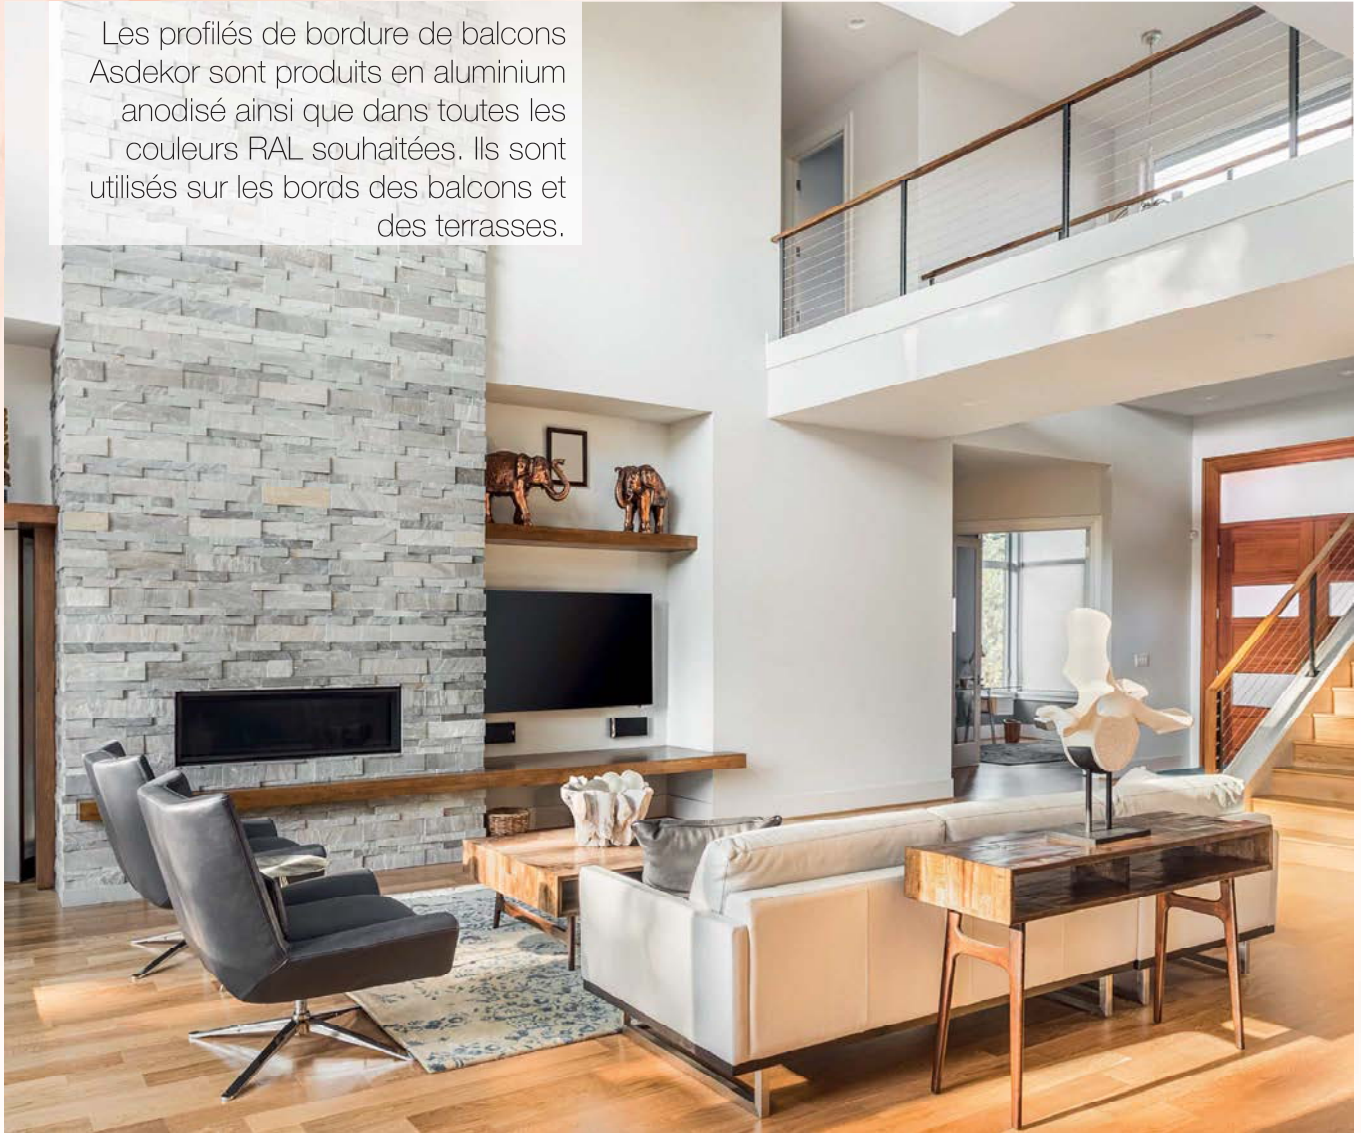 Les profilés de bordure de balcons
Asdekor sont produits en aluminium
anodisé ainsi que dans toutes les
couleurs RAL souhaitées. Ils sont
utilisés sur les bords des balcons et
des terrasses.